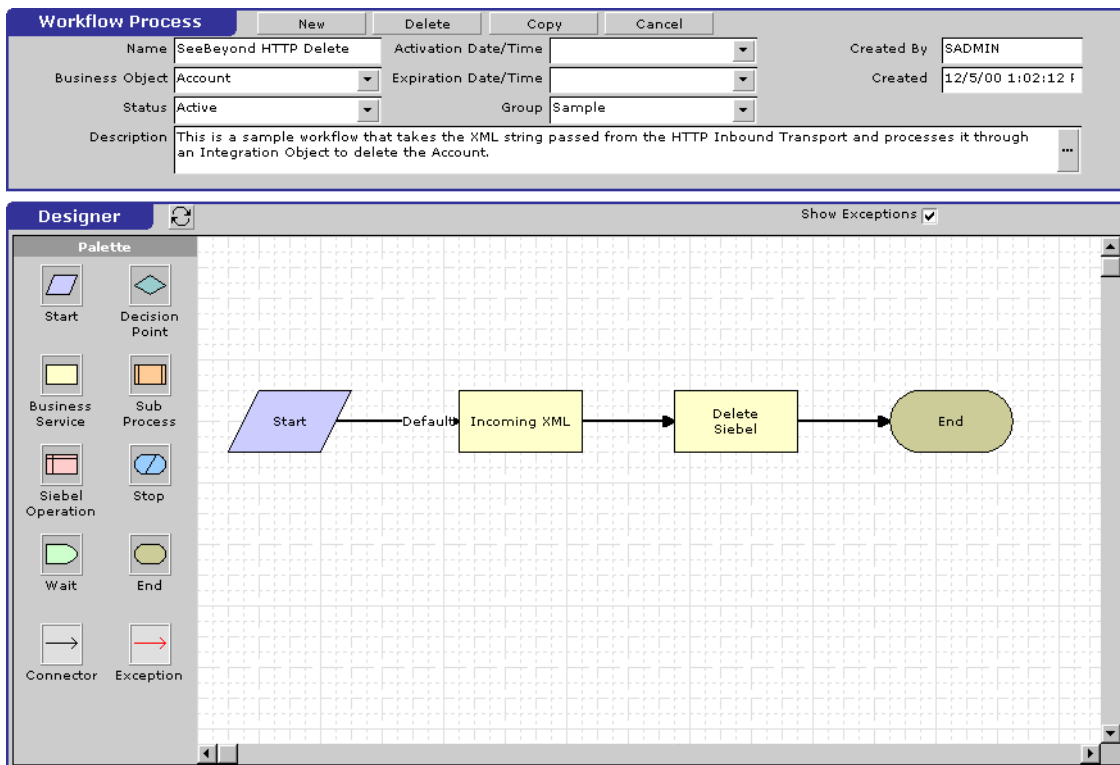 Workflow Process
New Delete Copy Cancel
Name SeeBeyond HTTP Delete Activation Date/Time Created By SADMIN
Business Object Account Expiration Date/Time Created 12/5/00 1:02:12
Status Active Group Sample
Description This is a sample workflow that takes the XML string passed from the HTTP Inbound Transport and processes it through
an Integration Object to delete the Account.
...
Designer Show Exceptions
Palette
Start Decision
Point
Business
Service
Sub
Process
Siebel
Operation
Stop
Wait End
Connector Exception
Start Default Incoming XML Delete
Siebel
End